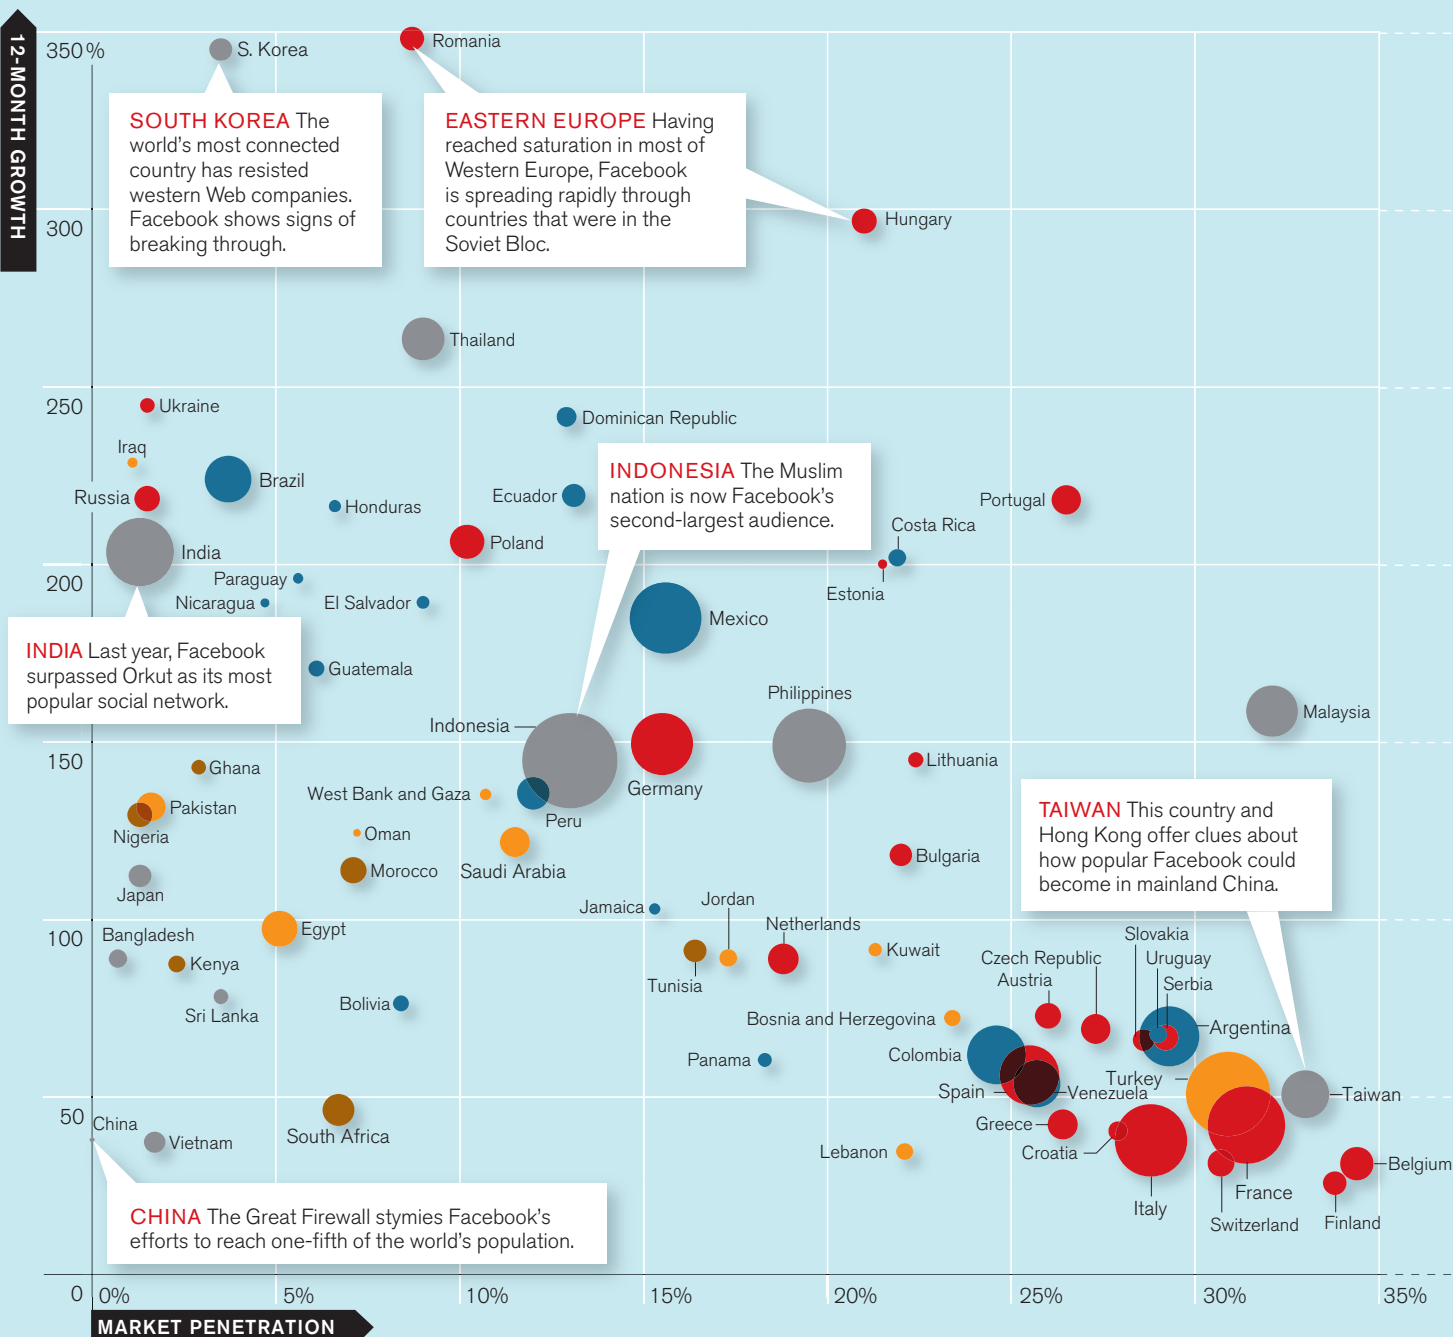 12-MONTH GROWTH
350%
S. Korea
Romania
SOUTH KOREA The
world's most connected
country has resisted
western Web companies.
Facebook shows signs of
breaking through.
EASTERN EUROPE Having
reached saturation in most of
Western Europe, Facebook
is spreading rapidly through
countries that were in the
Soviet Bloc.
300
Hungary
Thailand
250
Ukraine
Dominican Republic
Iraq
Brazil
Russia
Honduras
Ecuador
INDONESIA The Muslim
nation is now Facebook's
second-largest audience.
Portugal
Costa Rica
India
Poland
200
Paraguay
Estonia
Nicaragua
El Salvador
Mexico
INDIA Last year, Facebook
surpassed Orkut as its most
popular social network.
Guatemala
Philippines
Indonesia
Malaysia
150
Ghana
Lithuania
Germany
West Bank and Gaza
Pakistan
Peru
Nigeria
Oman
TAIWAN This country and
Hong Kong offer clues about
how popular Facebook could
become in mainland China.
Bulgaria
Morocco
Saudi Arabia
Japan
Jamaica
Jordan
Netherlands
100
Bangladesh
Egypt
Slovakia
Kuwait
Czech Republic
Uruguay
Kenya
Tunisia
Austria
Serbia
Sri Lanka
Bolivia
Bosnia and Herzegovina
Argentina
Colombia
Panama
Turkey
Spain
Venezuela
Taiwan
50
China
Greece
South Africa
Vietnam
Lebanon
Croatia
Belgium
France
Italy
Switzerland
Finland
CHINA The Great Firewall stymies Facebook's
efforts to reach one-fifth of the world's population.
0
0%
5%
10%
15%
20%
25%
30%
35%
MARKET PENETRATION